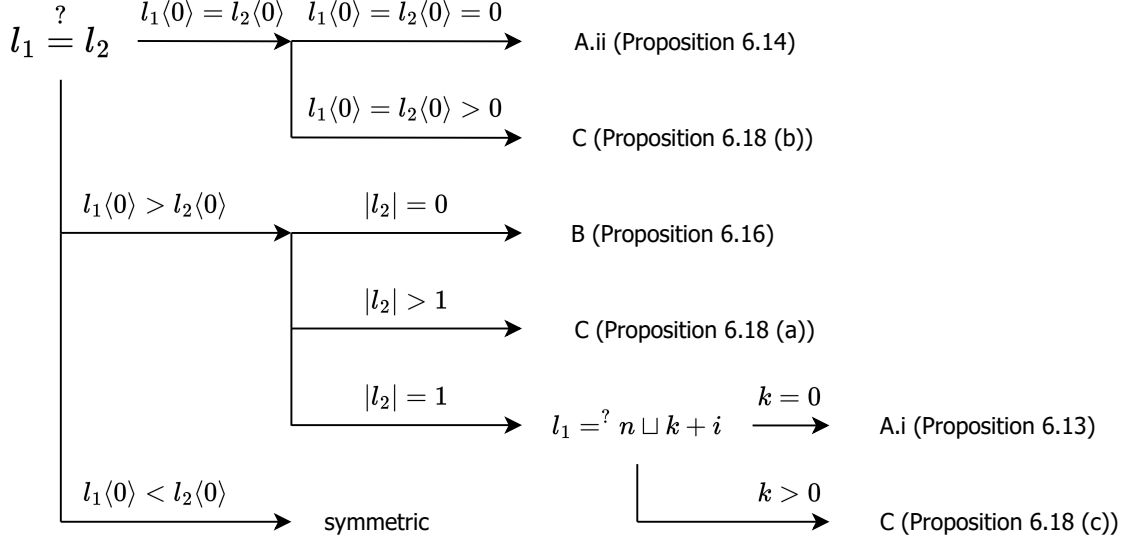 l₁ =^? l₂
l₁⟨0⟩ = l₂⟨0⟩
l₁⟨0⟩ = l₂⟨0⟩ = 0
A.ii (Proposition 6.14)
l₁⟨0⟩ = l₂⟨0⟩ > 0
C (Proposition 6.18 (b))
l₁⟨0⟩ > l₂⟨0⟩
|l₂| = 0
B (Proposition 6.16)
|l₂| > 1
C (Proposition 6.18 (a))
|l₂| = 1
l₁ =^? n ⊔ k + i
k = 0
A.i (Proposition 6.13)
k > 0
C (Proposition 6.18 (c))
l₁⟨0⟩ < l₂⟨0⟩
symmetric